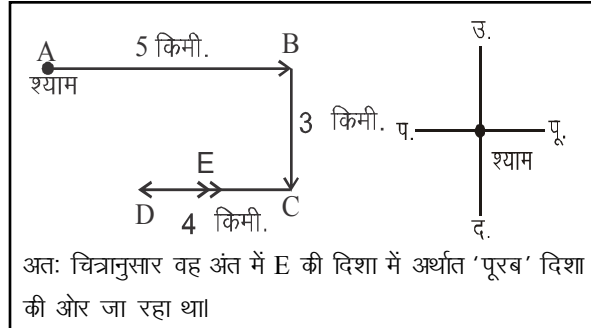 उ.
A 5 किमी. B
श्याम
3 किमी. प. पू.
श्याम
E
D 4 किमी. C
द.
अतः चित्रानुसार वह अंत में E की दिशा में अर्थात 'पूरब' दिशा
की ओर जा रहा था।